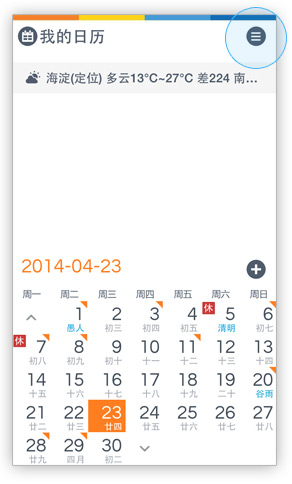 我的日历
海淀(定位) 多云13°C~27°C 差224 南...
2014-04-23
周一 周二 周三 周四 周五 周六 周日
1 2 3 4 休 5 6
愚人 初三 初四 初五 清明 初七
休 7 8 9 10 11 12 13
初八 初九 初十 十一 十二 十三 十四
14 15 16 17 18 19 20
十五 十六 十七 十八 十九 二十 谷雨
21 22 23 24 25 26 27
廿二 廿三 廿四 廿五 廿六 廿七 廿八
28 29 30
廿九 四月 初二